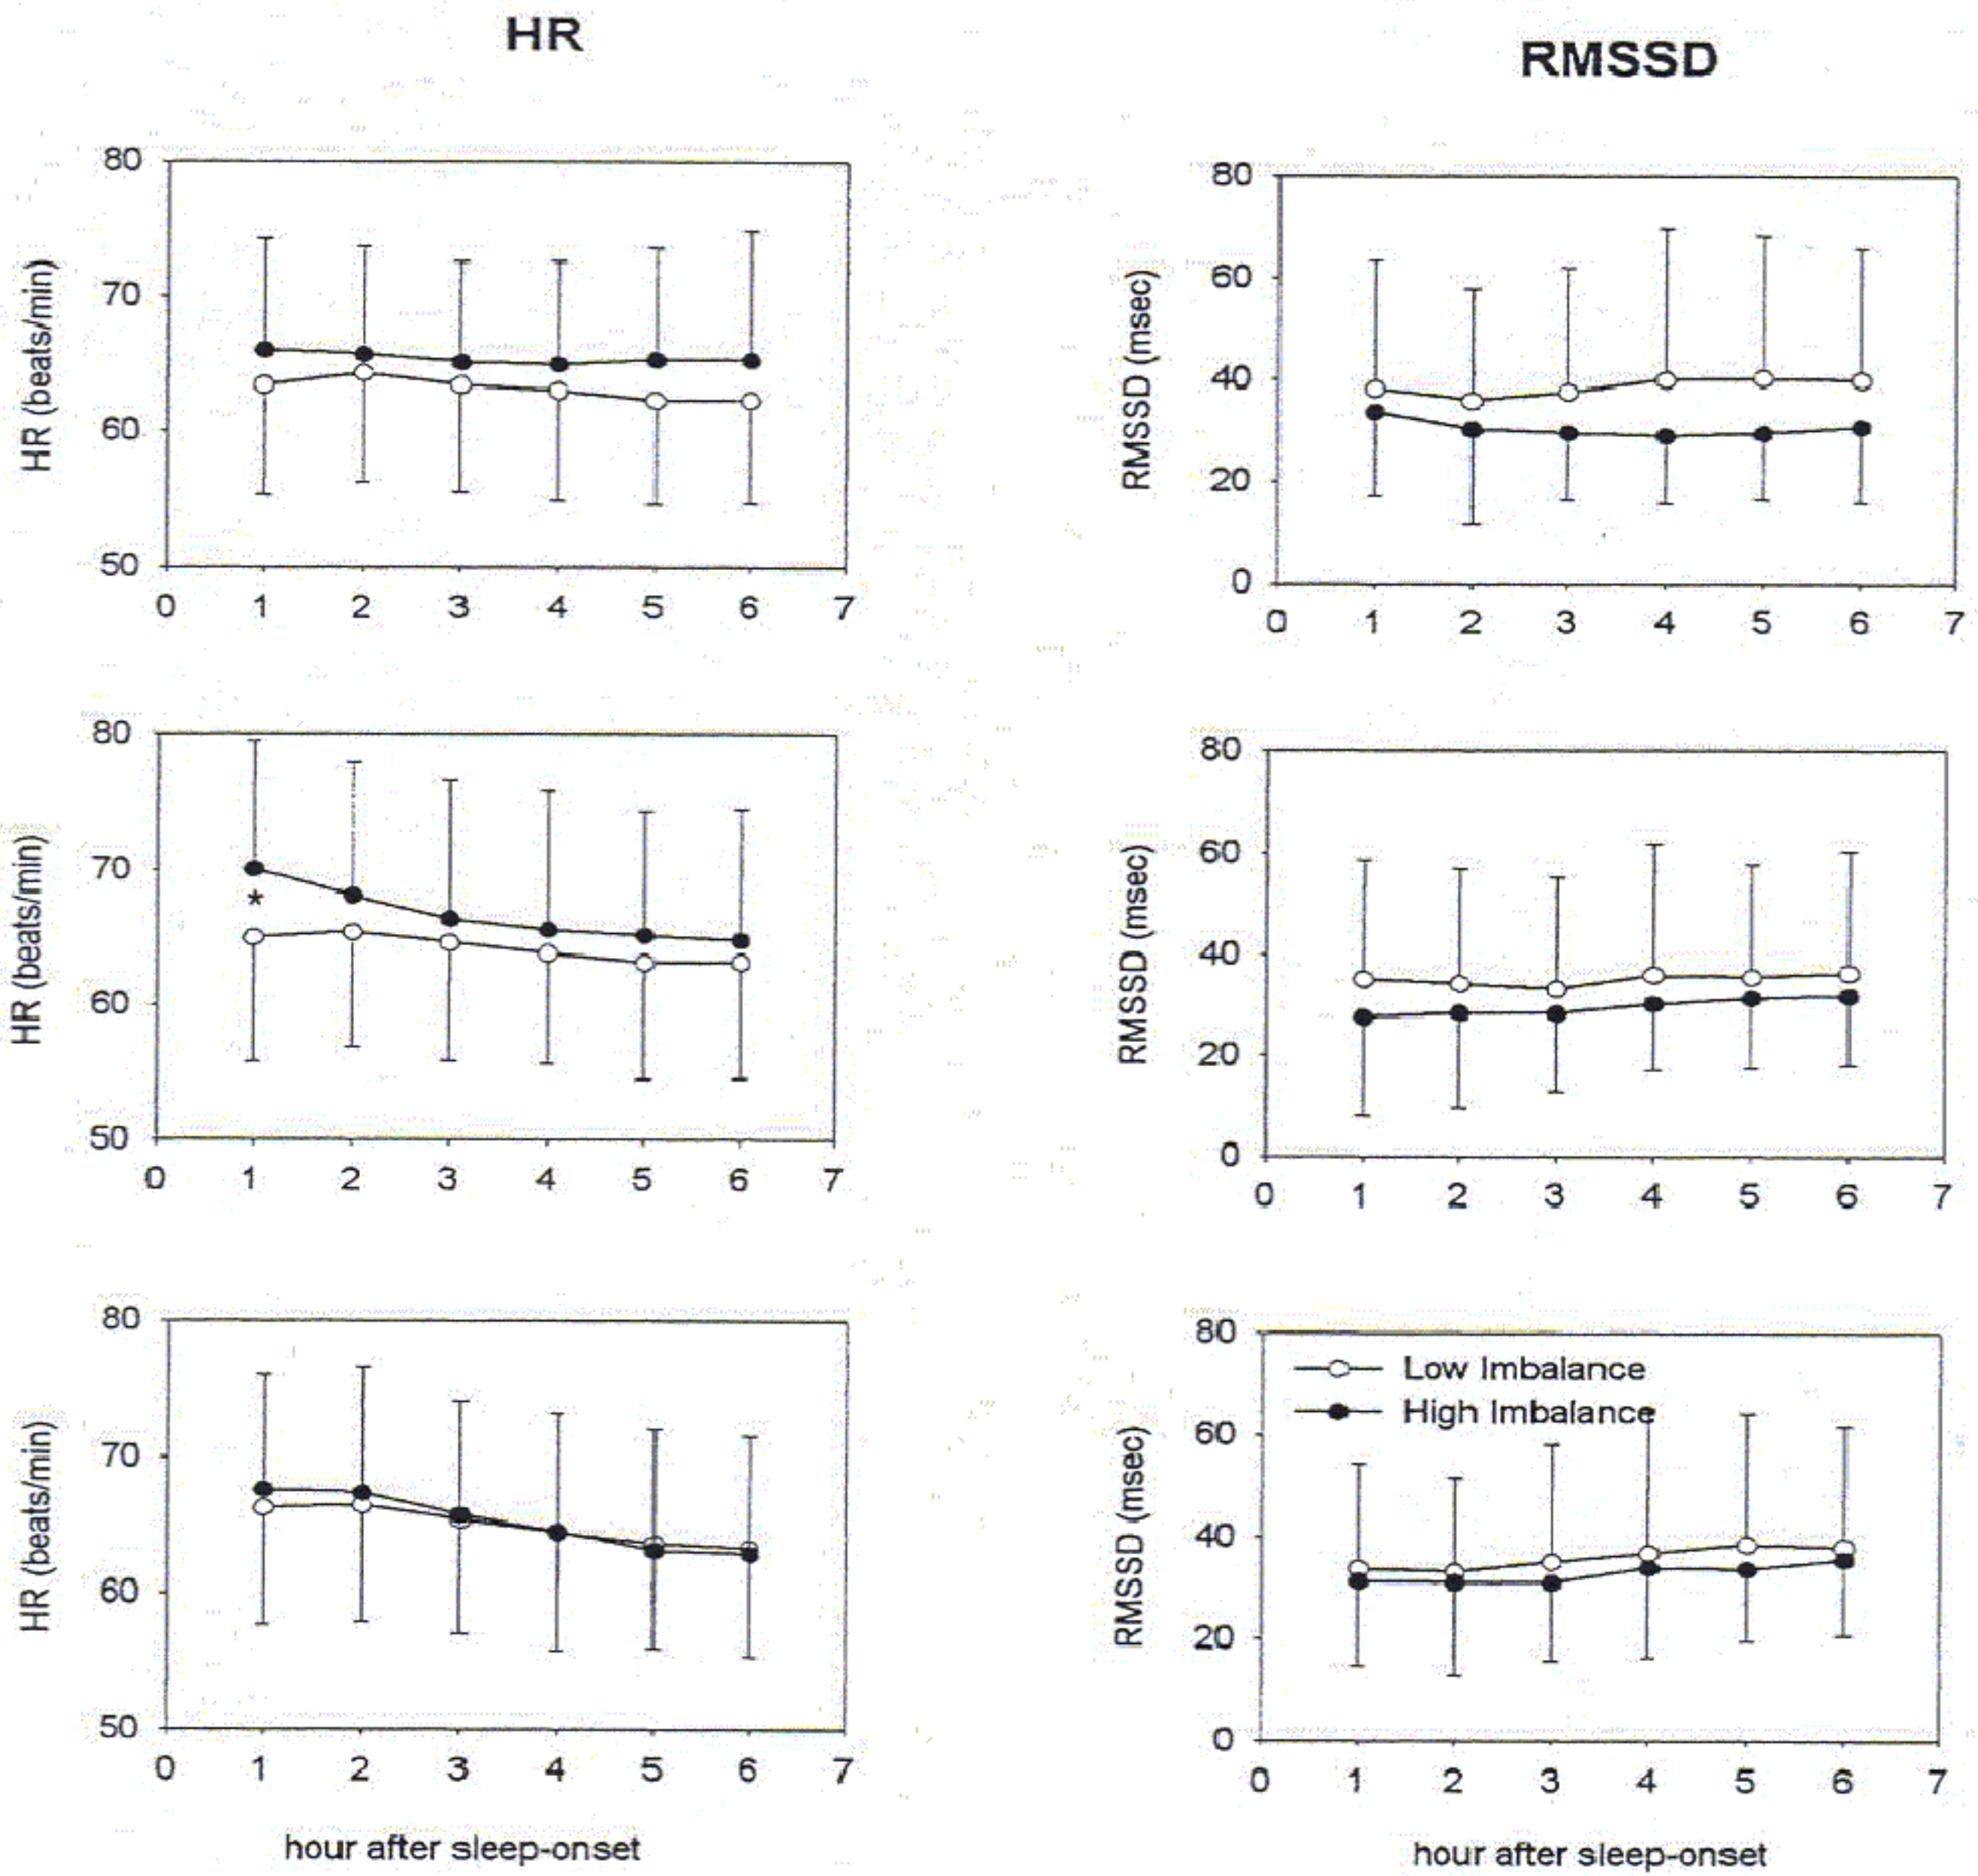 HR
RMSSD
80
70
60
50
HR (beats/min)
0 1 2 3 4 5 6 7
80
60
40
20
0
RMSSD (msec)
0 1 2 3 4 5 6 7
80
70
60
50
HR (beats/min)
*
0 1 2 3 4 5 6 7
80
60
40
20
0
RMSSD (msec)
0 1 2 3 4 5 6 7
80
70
60
50
HR (beats/min)
0 1 2 3 4 5 6 7
hour after sleep-onset
80
60
40
20
0
RMSSD (msec)
Low Imbalance
High Imbalance
0 1 2 3 4 5 6 7
hour after sleep-onset